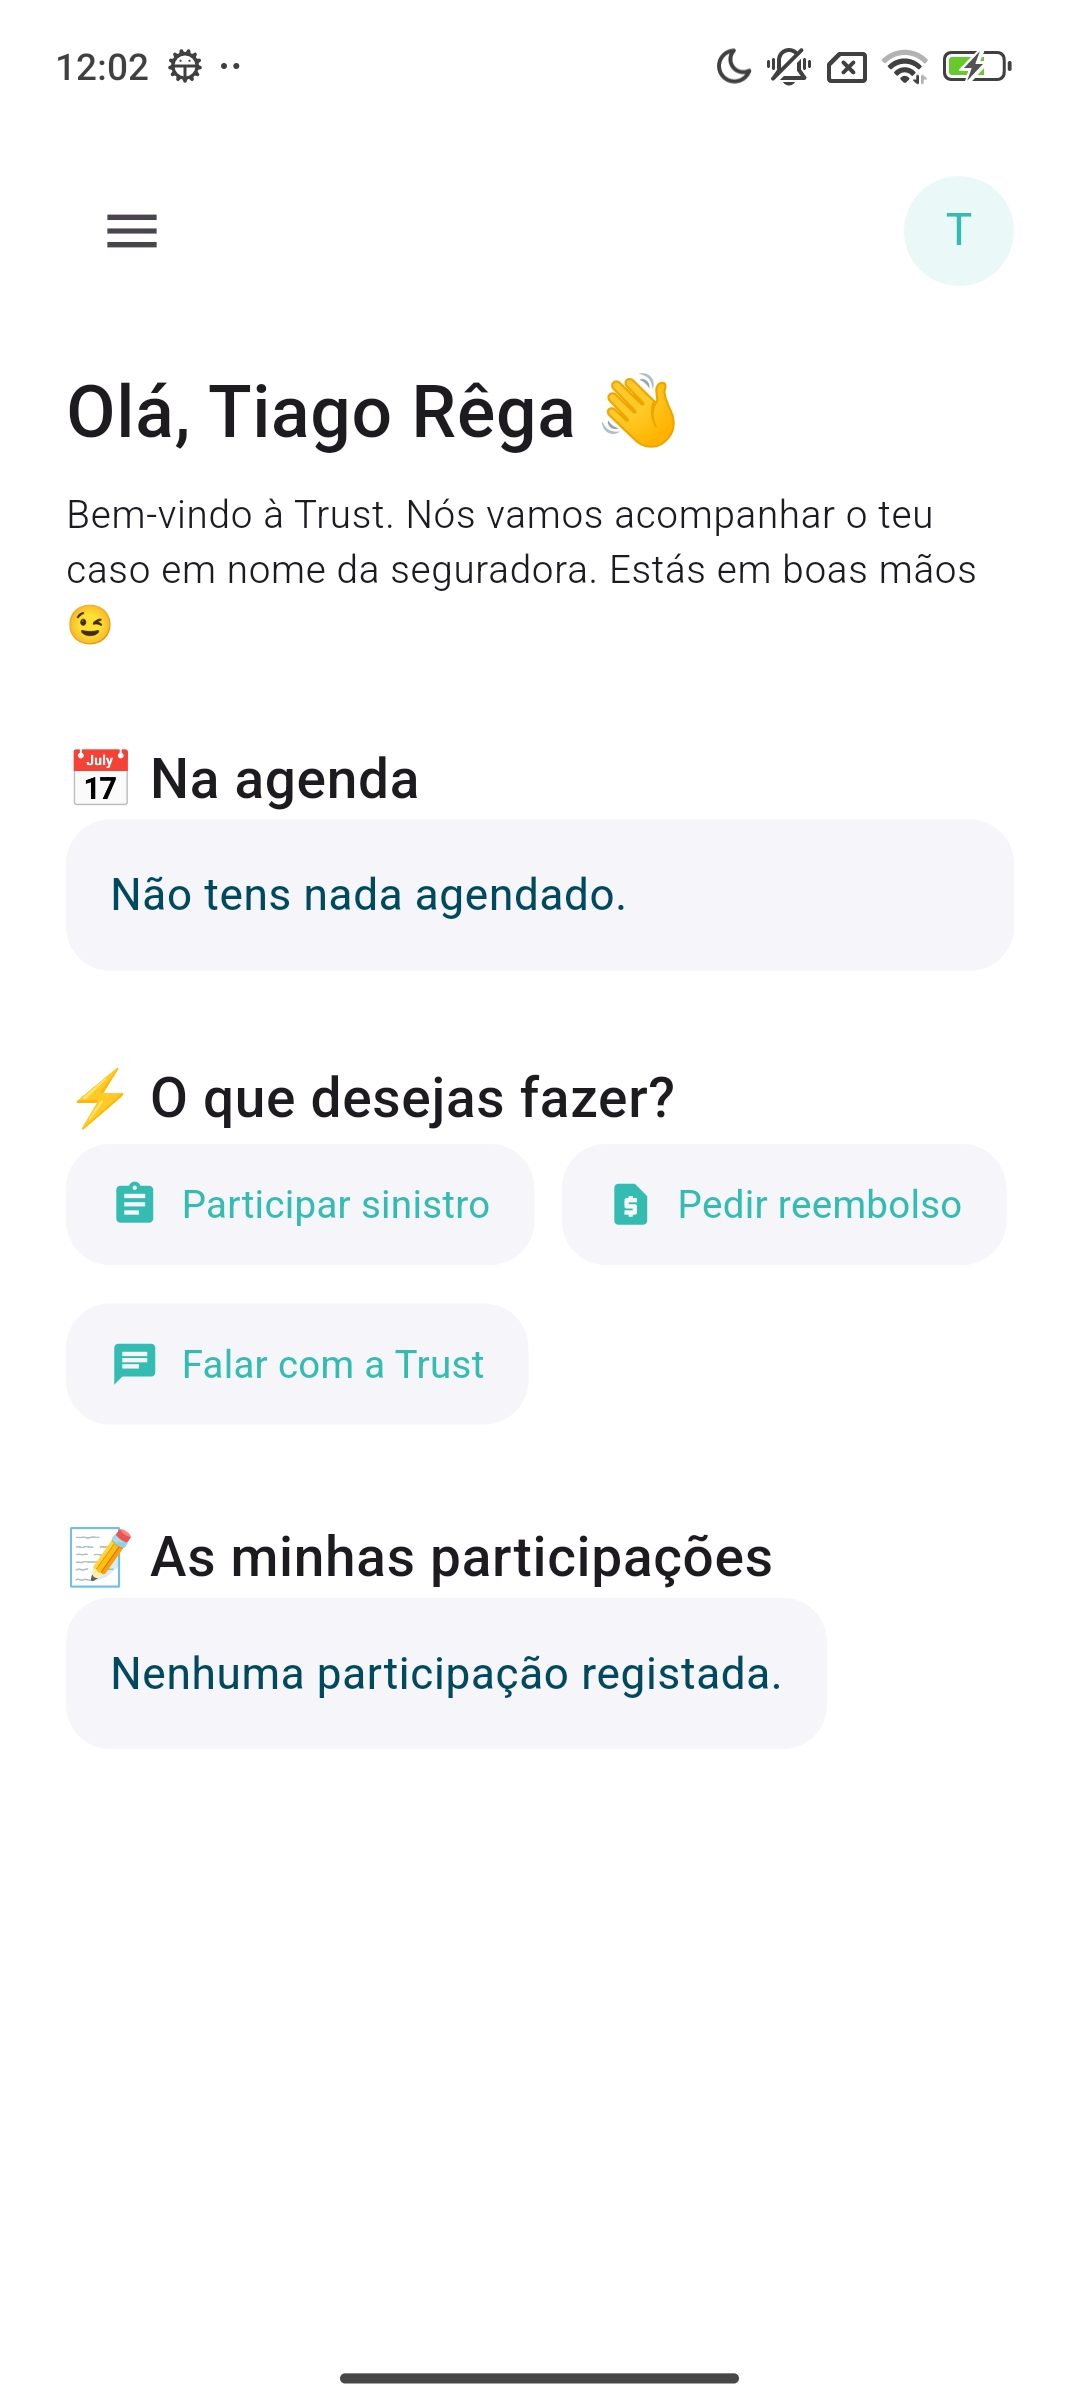 12:02
T
Olá, Tiago Rêga 👋
Bem-vindo à Trust. Nós vamos acompanhar o teu
caso em nome da seguradora. Estás em boas mãos
😉
📅 Na agenda
Não tens nada agendado.
⚡ O que desejas fazer?
Participar sinistro
Pedir reembolso
Falar com a Trust
📝 As minhas participações
Nenhuma participação registada.